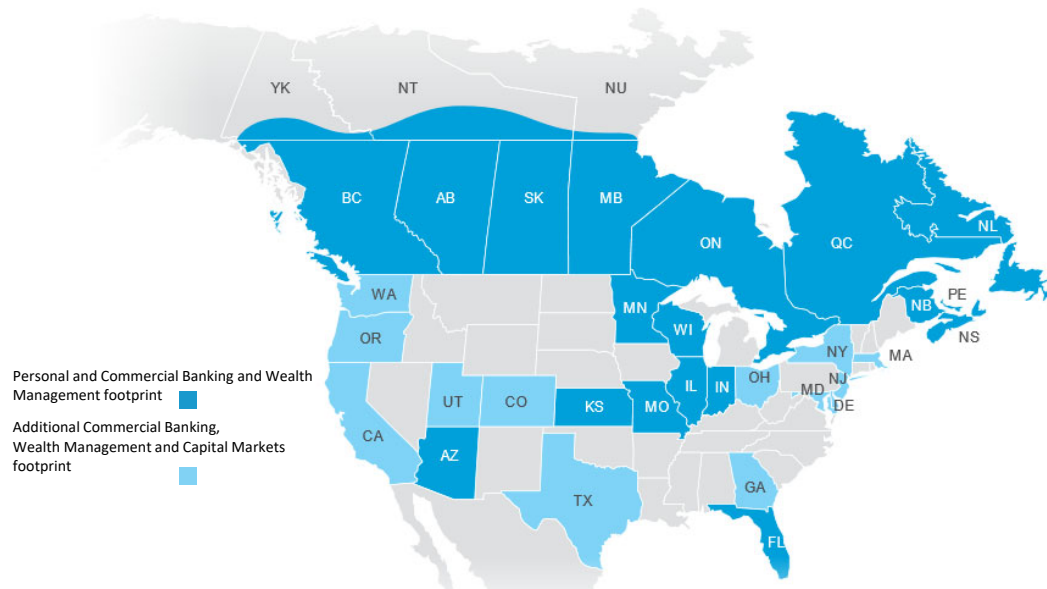 YK
NT
NU
BC
AB
SK
MB
ON
QC
NL
PE
NB
NS
WA
MN
WI
OR
NY
MA
Personal and Commercial Banking and Wealth
Management footprint
UT
CO
KS
MO
IL
IN
OH
NJ
MD
DE
Additional Commercial Banking,
Wealth Management and Capital Markets
footprint
CA
AZ
TX
GA
FL